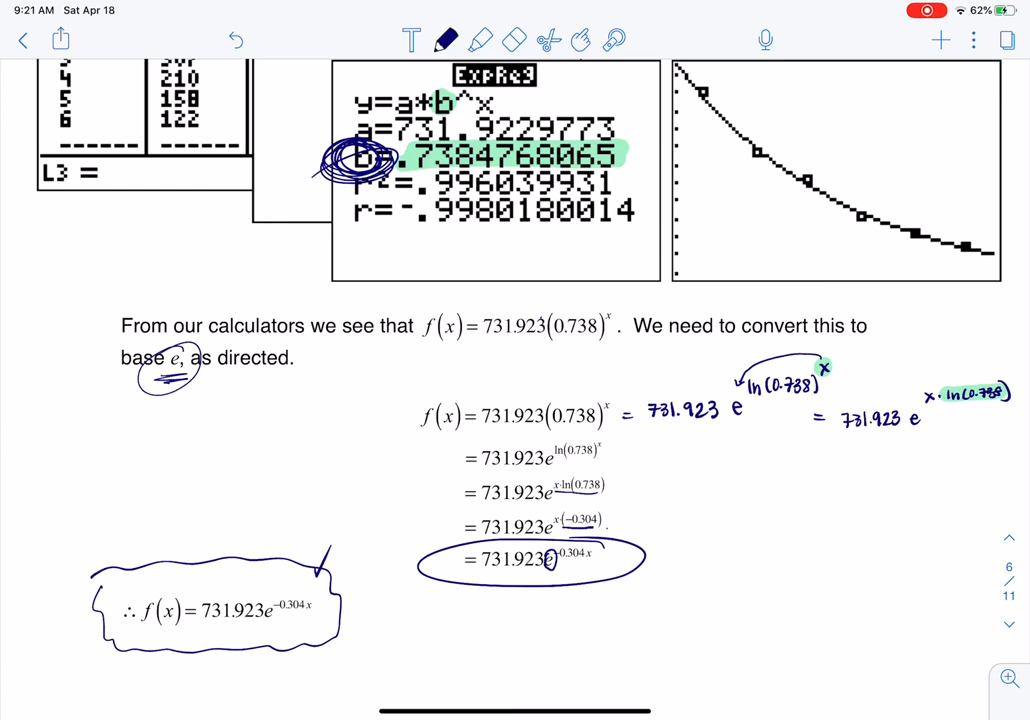 9:21 AM Sat Apr 18
62%
T
4 210
5 158
6 122
------ ------
L3 =
ExpReg
y=a*b^x
a=731.9229773
b=.7384768065
r²=.996039931
r=-.9980180014
From our calculators we see that f(x) = 731.923(0.738)^x . We need to convert this to
base e, as directed.
f(x) = 731.923(0.738)^x = 731.923 e^ln(0.738)^x = 731.923 e^x·ln(0.738)
= 731.923e^ln(0.738)^x
= 731.923e^x·ln(0.738)
= 731.923e^x·(−0.304)
= 731.923e^−0.304x
∴ f(x) = 731.923e^−0.304x
6
/
11